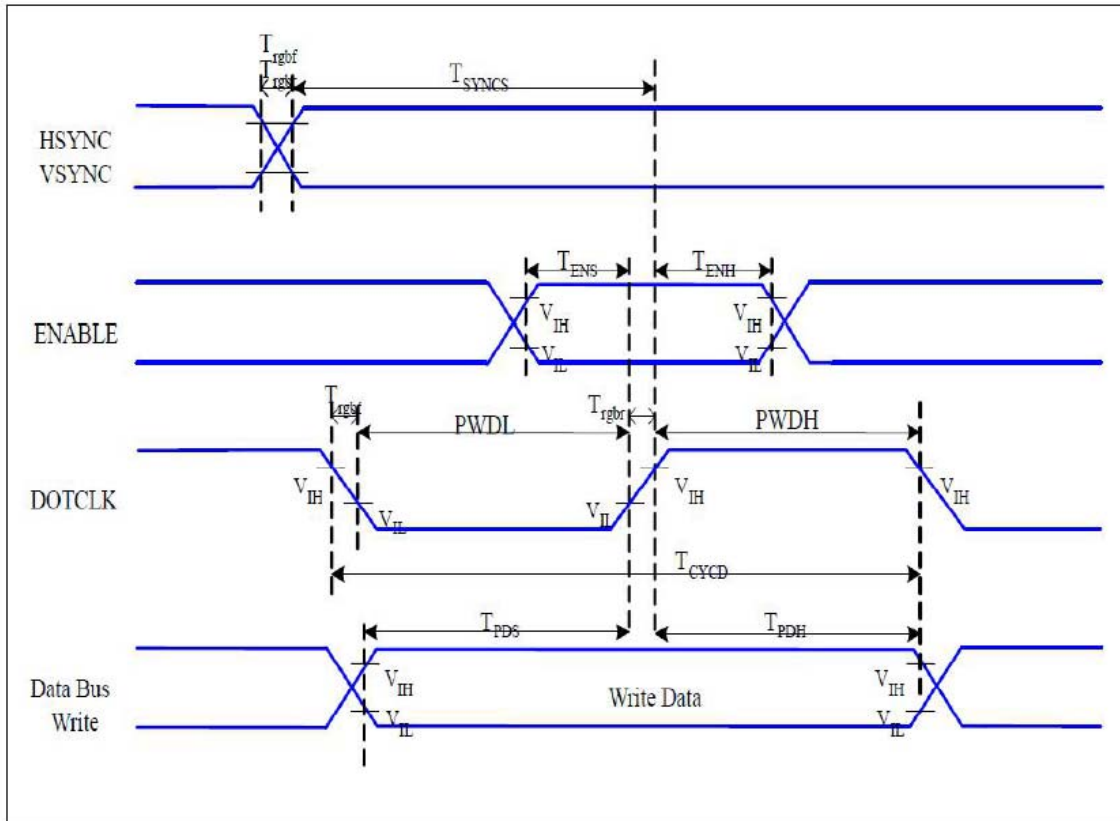 Trgbf
Trgbr
TSYNCS
HSYNC
VSYNC
TENS
TENH
VIH
VIH
ENABLE
VIL
VIL
Trgbf
Trgbr
PWDL
PWDH
VIH
VIH
VIH
DOTCLK
VIL
VIL
TCYCD
TPDS
TPDH
VIH
VIH
Data Bus
Write Data
Write
VIL
VIL